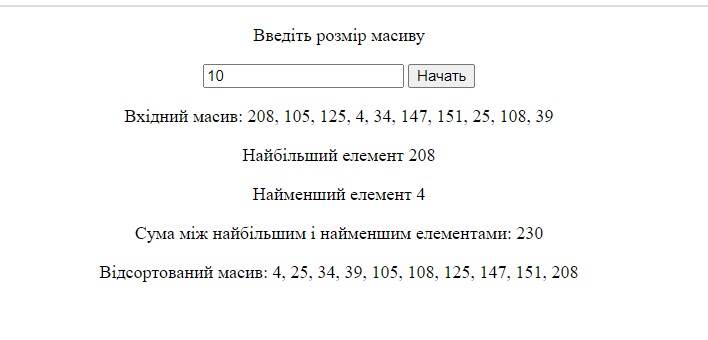 Введіть розмір масиву
10 Начать
Вхідний масив: 208, 105, 125, 4, 34, 147, 151, 25, 108, 39
Найбільший елемент 208
Найменший елемент 4
Сума між найбільшим і найменшим елементами: 230
Відсортований масив: 4, 25, 34, 39, 105, 108, 125, 147, 151, 208